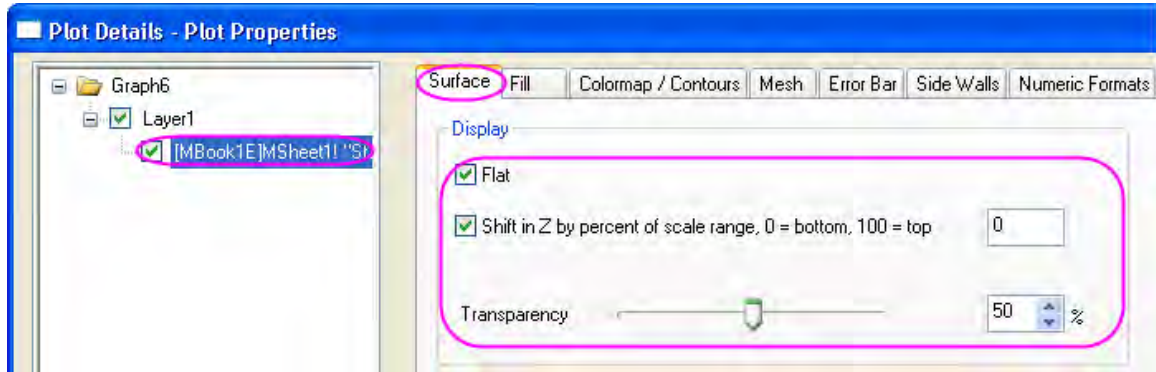 Plot Details - Plot Properties
Graph6
Layer1
[MBook1E]MSheet1! "Sh
Surface Fill Colormap / Contours Mesh Error Bar Side Walls Numeric Formats
Display
Flat
Shift in Z by percent of scale range, 0 = bottom, 100 = top 0
Transparency 50 %